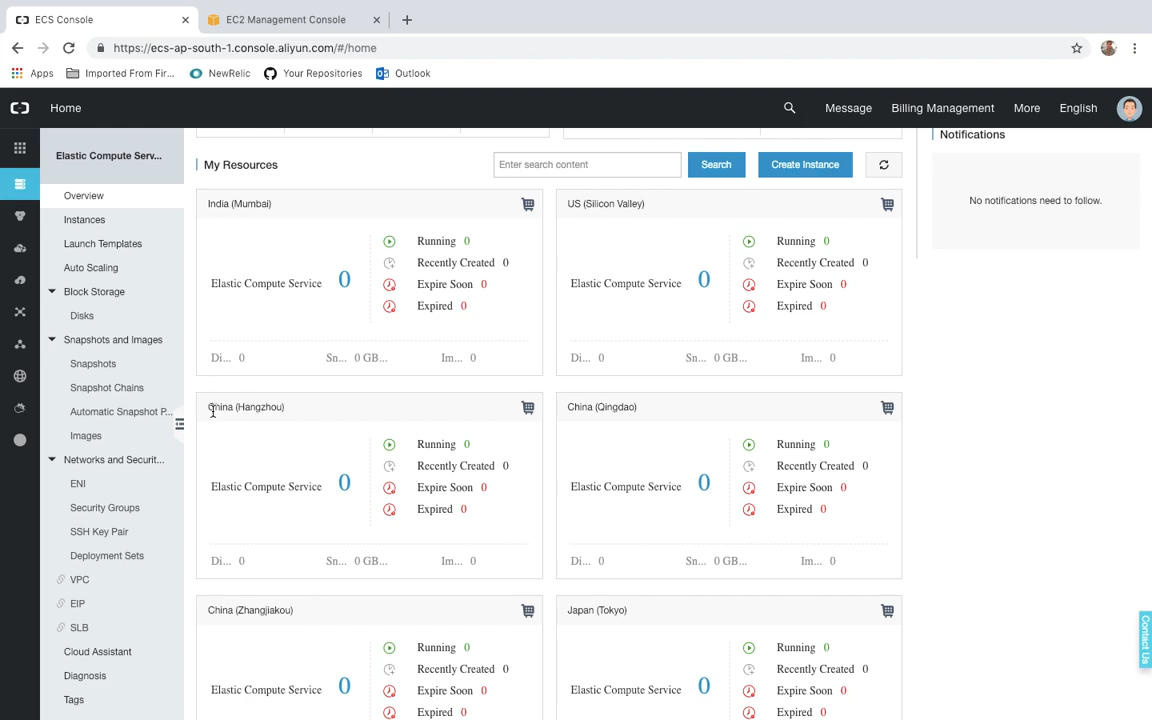 ECS Console
EC2 Management Console
https://ecs-ap-south-1.console.aliyun.com/#/home
Apps
Imported From Fir...
NewRelic
Your Repositories
Outlook
Home
Message
Billing Management
More
English
Elastic Compute Serv...
Overview
Instances
Launch Templates
Auto Scaling
Block Storage
Disks
Snapshots and Images
Snapshots
Snapshot Chains
Automatic Snapshot P...
Images
Networks and Securit...
ENI
Security Groups
SSH Key Pair
Deployment Sets
VPC
EIP
SLB
Cloud Assistant
Diagnosis
Tags
My Resources
Enter search content
Search
Create Instance
India (Mumbai)
Elastic Compute Service 0
Running 0
Recently Created 0
Expire Soon 0
Expired 0
Di... 0 Sn... 0 GB... Im... 0
US (Silicon Valley)
Elastic Compute Service 0
Running 0
Recently Created 0
Expire Soon 0
Expired 0
Di... 0 Sn... 0 GB... Im... 0
China (Hangzhou)
Elastic Compute Service 0
Running 0
Recently Created 0
Expire Soon 0
Expired 0
Di... 0 Sn... 0 GB... Im... 0
China (Qingdao)
Elastic Compute Service 0
Running 0
Recently Created 0
Expire Soon 0
Expired 0
Di... 0 Sn... 0 GB... Im... 0
China (Zhangjiakou)
Elastic Compute Service 0
Running 0
Recently Created 0
Expire Soon 0
Expired 0
Japan (Tokyo)
Elastic Compute Service 0
Running 0
Recently Created 0
Expire Soon 0
Expired 0
Notifications
No notifications need to follow.
Contact Us